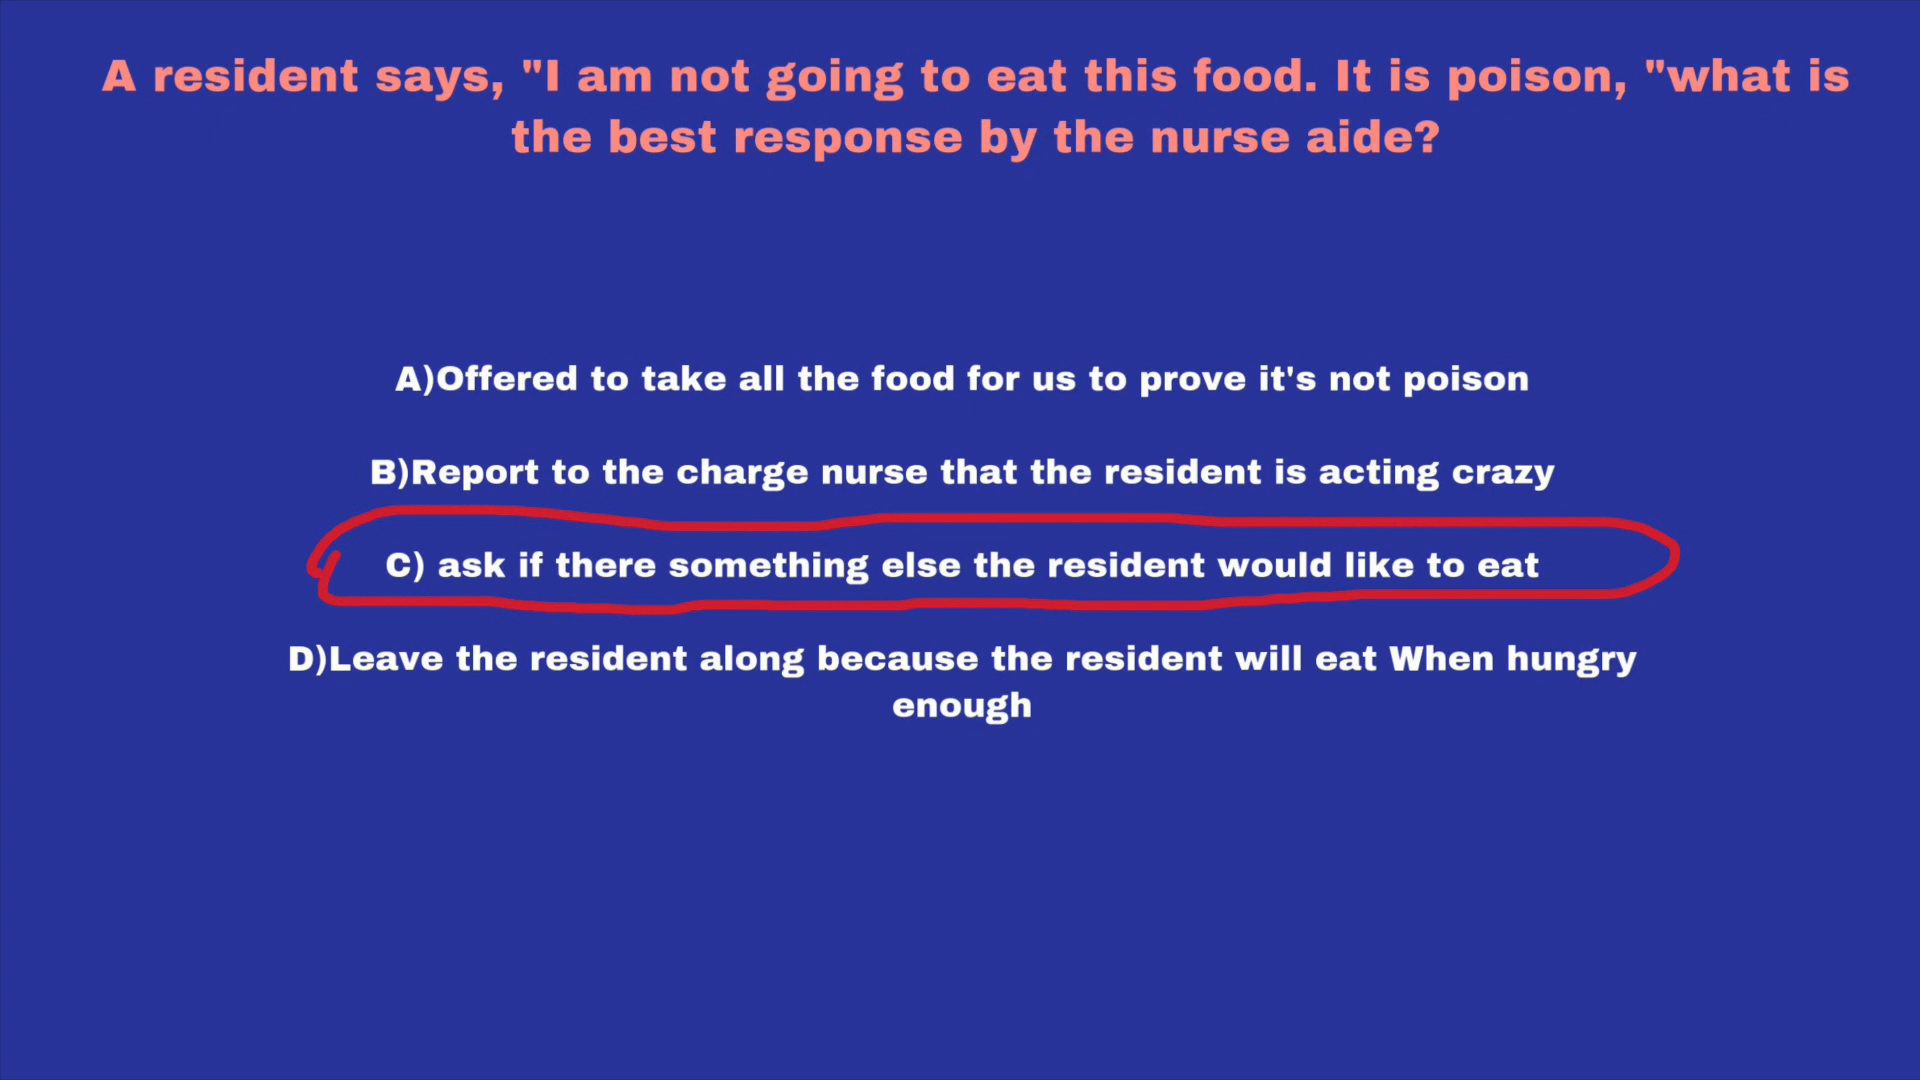 A resident says, "I am not going to eat this food. It is poison, "what is
the best response by the nurse aide?
A)Offered to take all the food for us to prove it's not poison
B)Report to the charge nurse that the resident is acting crazy
C) ask if there something else the resident would like to eat
D)Leave the resident along because the resident will eat When hungry
enough